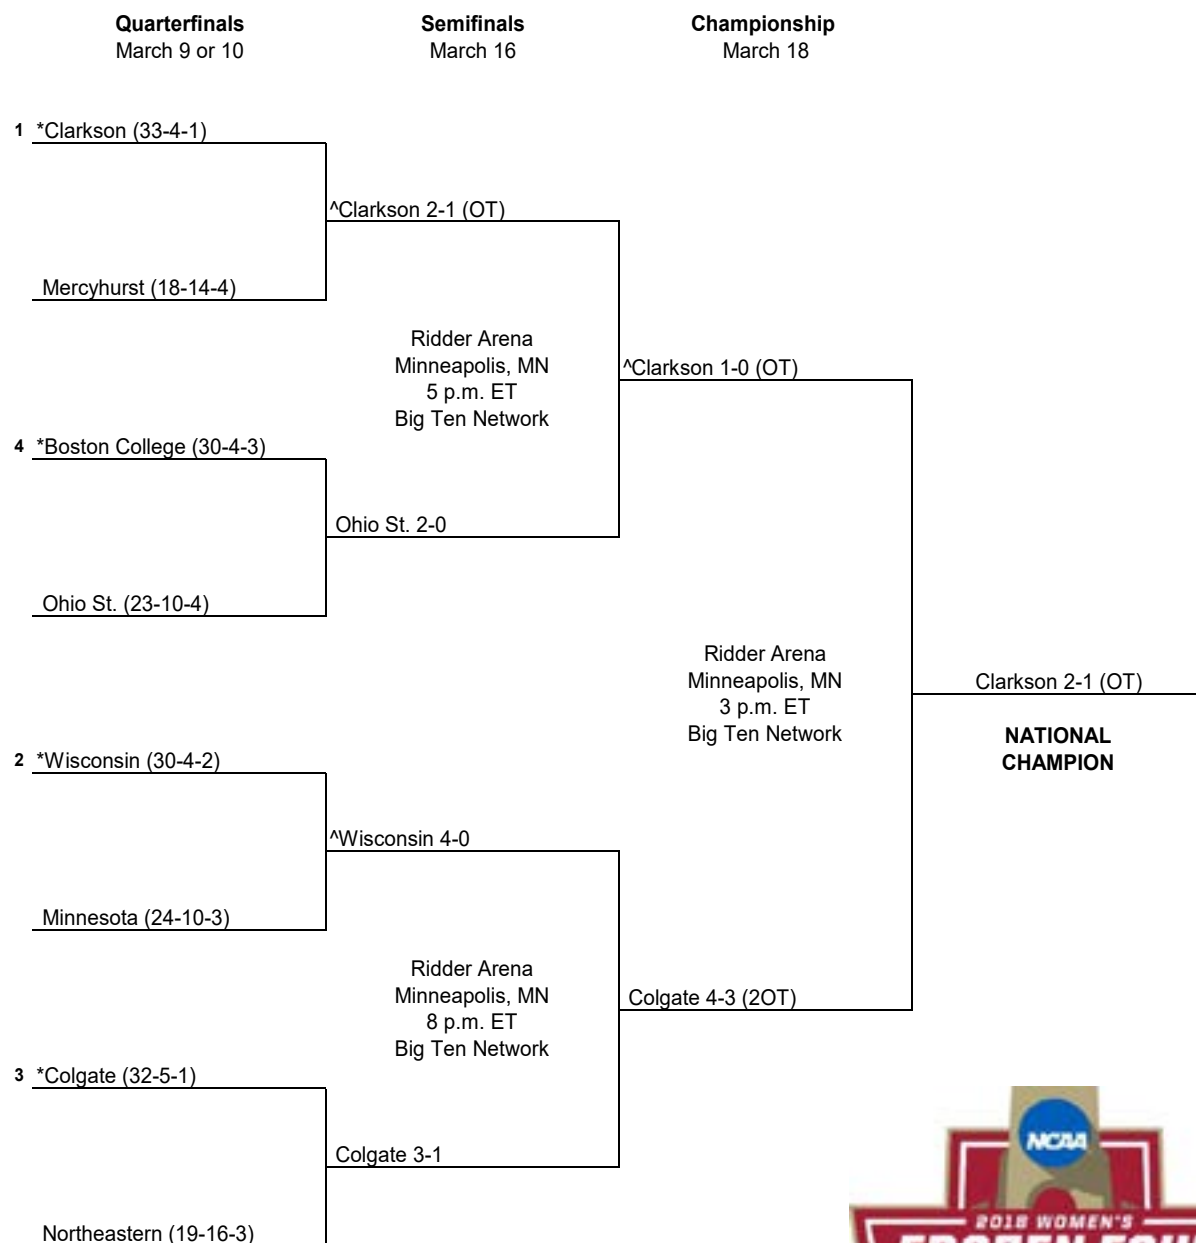 Quarterfinals
March 9 or 10
Semifinals
March 16
Championship
March 18
1 *Clarkson (33-4-1)
^Clarkson 2-1 (OT)
Mercyhurst (18-14-4)
Ridder Arena
Minneapolis, MN
5 p.m. ET
Big Ten Network
^Clarkson 1-0 (OT)
4 *Boston College (30-4-3)
Ohio St. 2-0
Ohio St. (23-10-4)
Ridder Arena
Minneapolis, MN
3 p.m. ET
Big Ten Network
Clarkson 2-1 (OT)
NATIONAL
CHAMPION
2 *Wisconsin (30-4-2)
^Wisconsin 4-0
Minnesota (24-10-3)
Ridder Arena
Minneapolis, MN
8 p.m. ET
Big Ten Network
Colgate 4-3 (2OT)
3 *Colgate (32-5-1)
Colgate 3-1
Northeastern (19-16-3)
NCAA
2018 WOMEN'S
FROZEN FOU